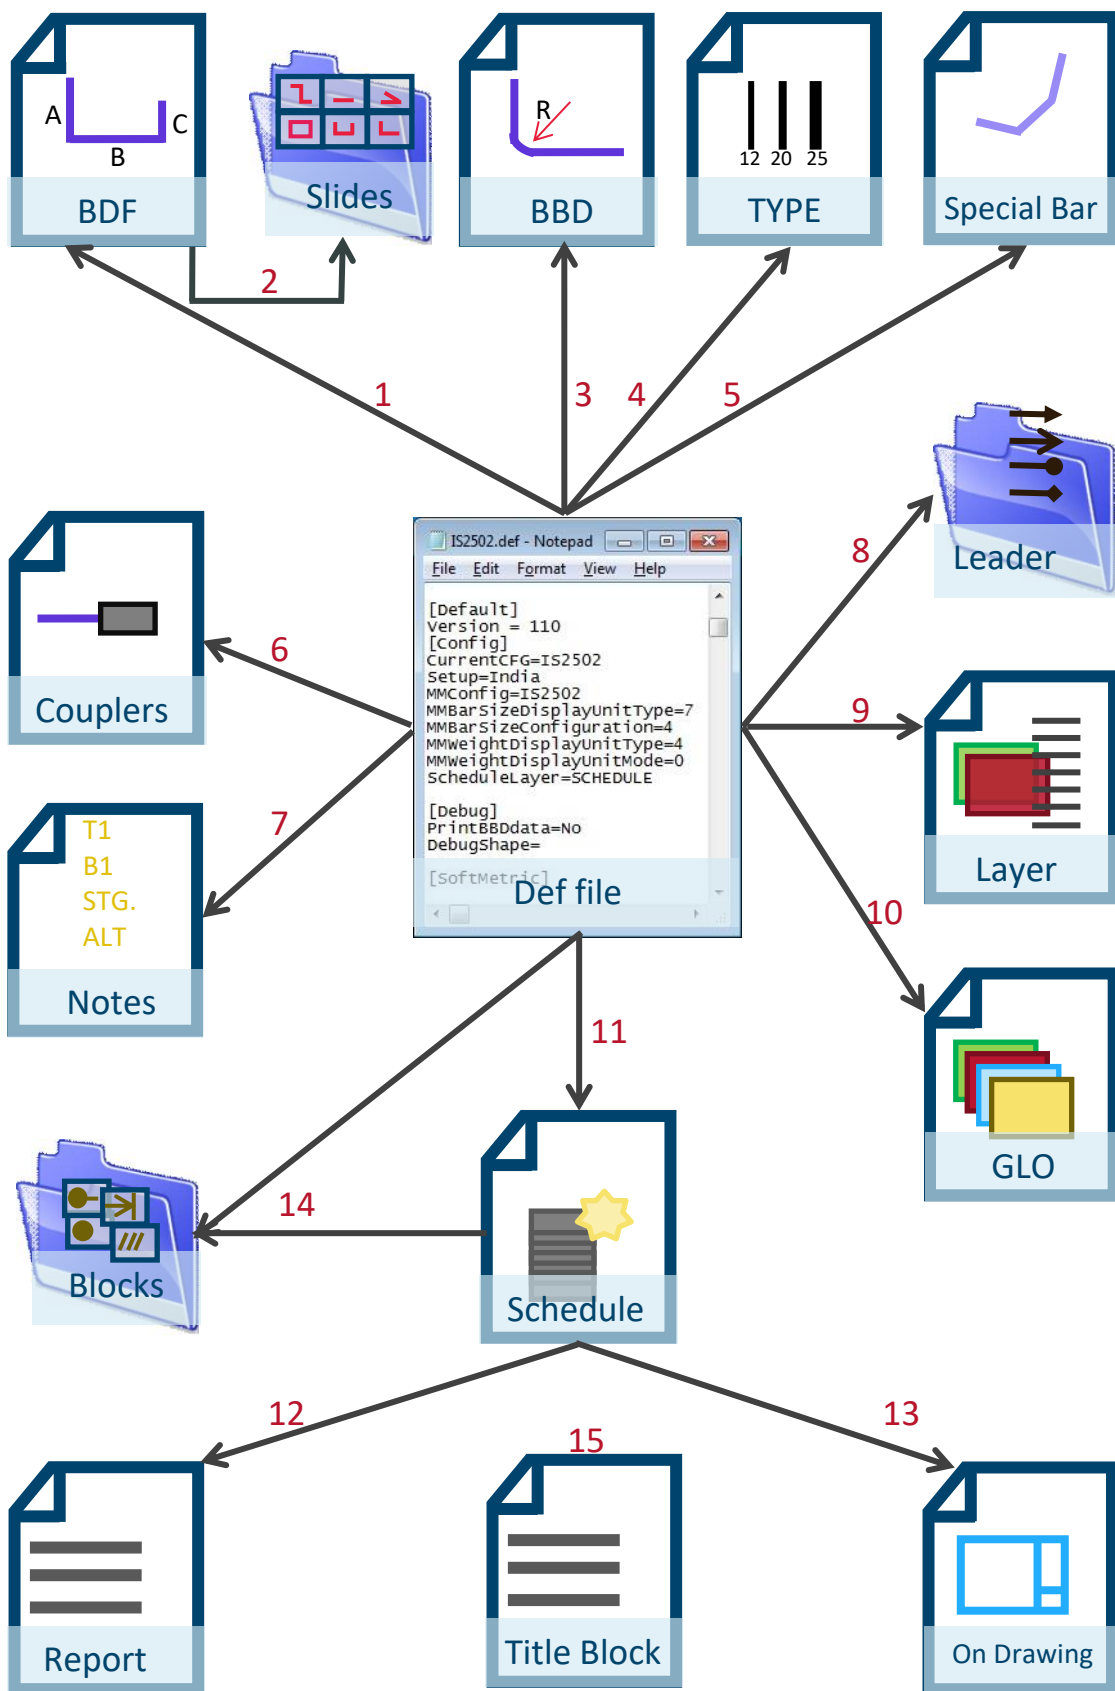 A
B
C
BDF
Slides
R
BBD
12 20 25
TYPE
Special Bar
2
1
3
4
5
8
Leader
6
Couplers
IS2502.def - Notepad
File Edit Format View Help
[Default]
Version = 110
[Config]
CurrentCFG=IS2502
Setup=India
MMConfig=IS2502
MMBarSizeDisplayUnitType=7
MMBarSizeConfiguration=4
MMWeightDisplayUnitType=4
MMWeightDisplayUnitMode=0
ScheduleLayer=SCHEDULE
[Debug]
PrintBBDdata=No
DebugShape=
[SoftMetric]
Def file
9
Layer
7
T1
B1
STG.
ALT
Notes
10
GLO
11
14
Blocks
Schedule
12
13
15
Report
Title Block
On Drawing